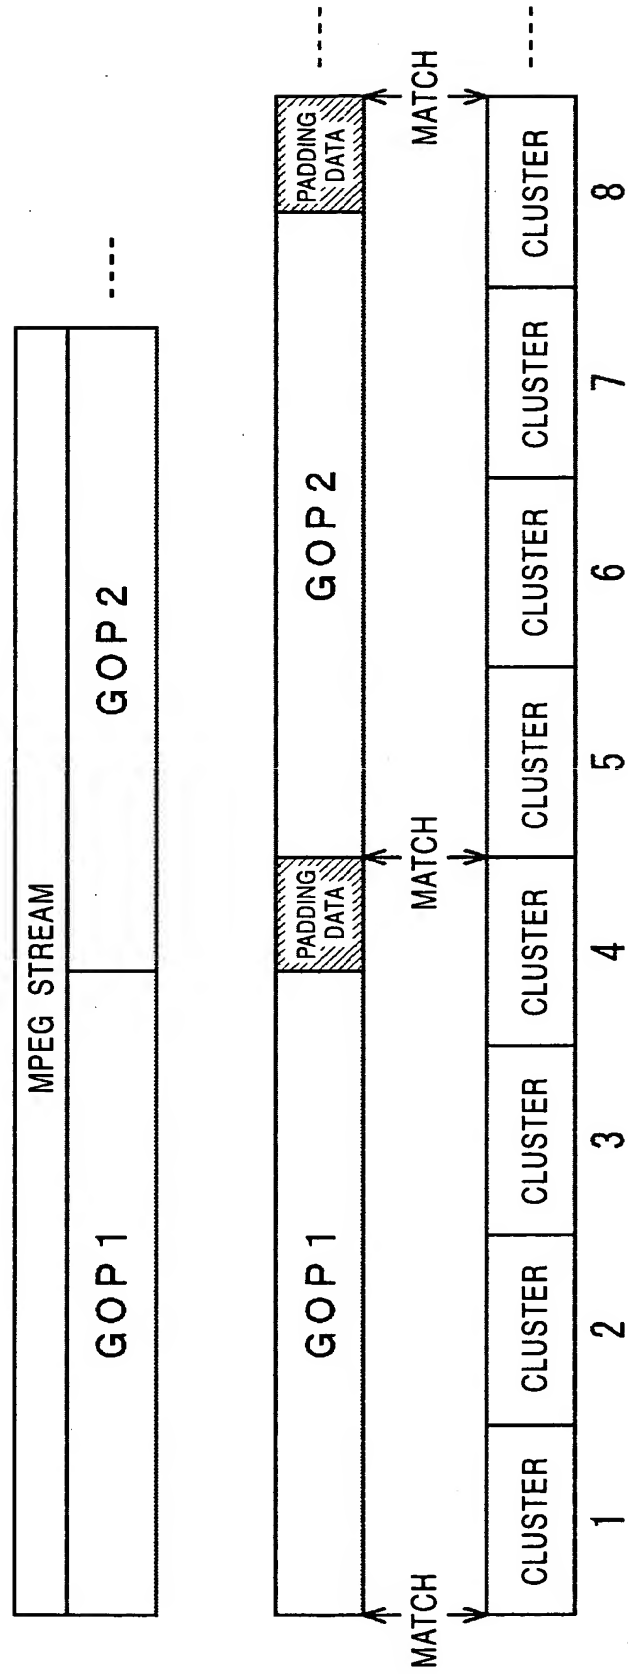 MPEG STREAM
GOP1
GOP2
GOP1
PADDING
DATA
GOP2
PADDING
DATA
MATCH
MATCH
MATCH
CLUSTER
CLUSTER
CLUSTER
CLUSTER
CLUSTER
CLUSTER
CLUSTER
CLUSTER
1
2
3
4
5
6
7
8